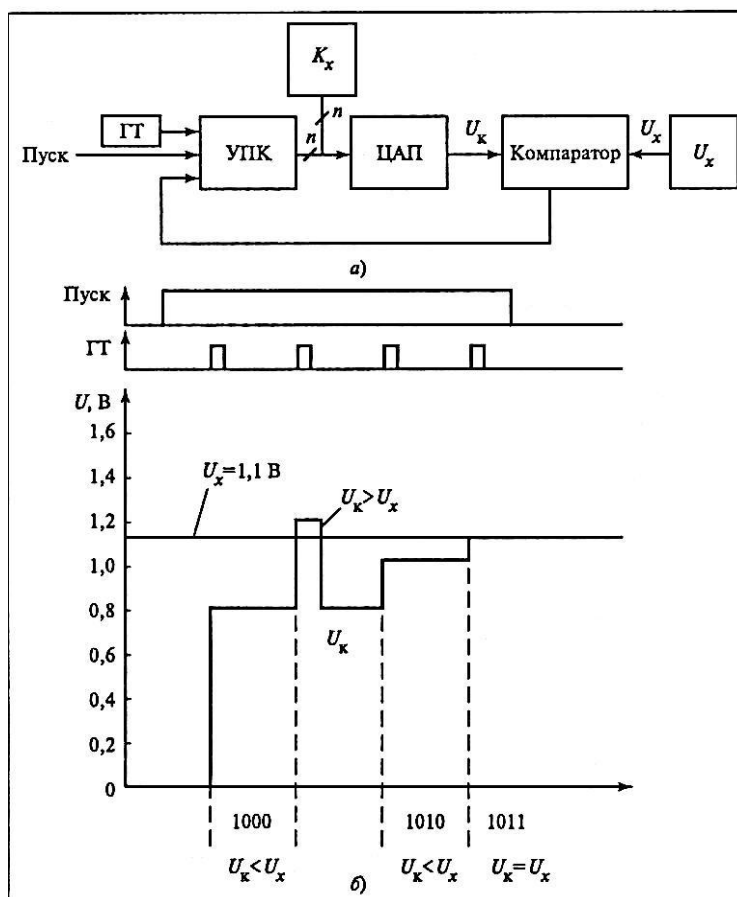 Kₓ
n
ГТ
n
Uк
Uₓ
Пуск
УПК
ЦАП
Компаратор
Uₓ
а)
Пуск
ГТ
U, В
1,6
1,4
Uₓ=1,1 В
Uк>Uₓ
1,2
1,0
0,8
Uк
0,6
0,4
0,2
0
1000
1010
1011
Uк<Uₓ
Uк<Uₓ
Uк=Uₓ
б)